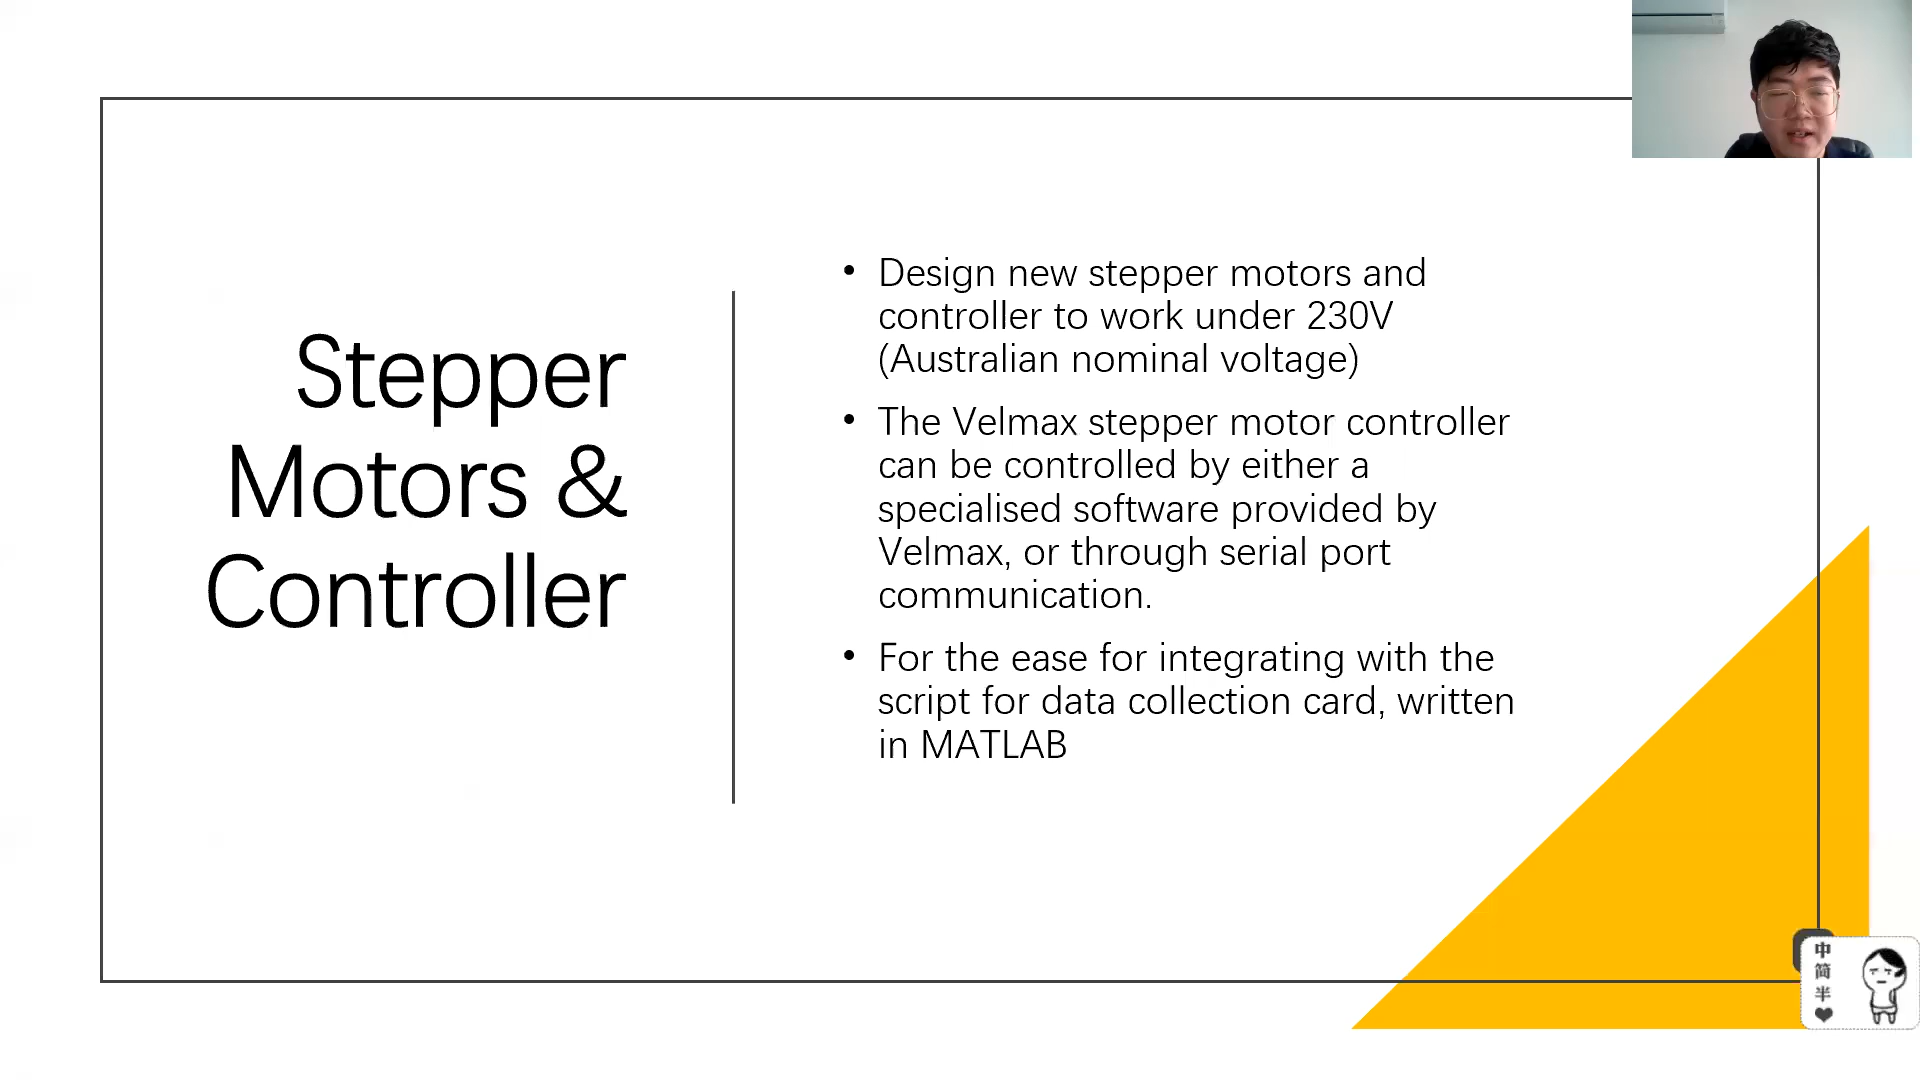 Stepper
Motors &
Controller
• Design new stepper motors and
controller to work under 230V
(Australian nominal voltage)
• The Velmax stepper motor controller
can be controlled by either a
specialised software provided by
Velmax, or through serial port
communication.
• For the ease for integrating with the
script for data collection card, written
in MATLAB
中
简
半